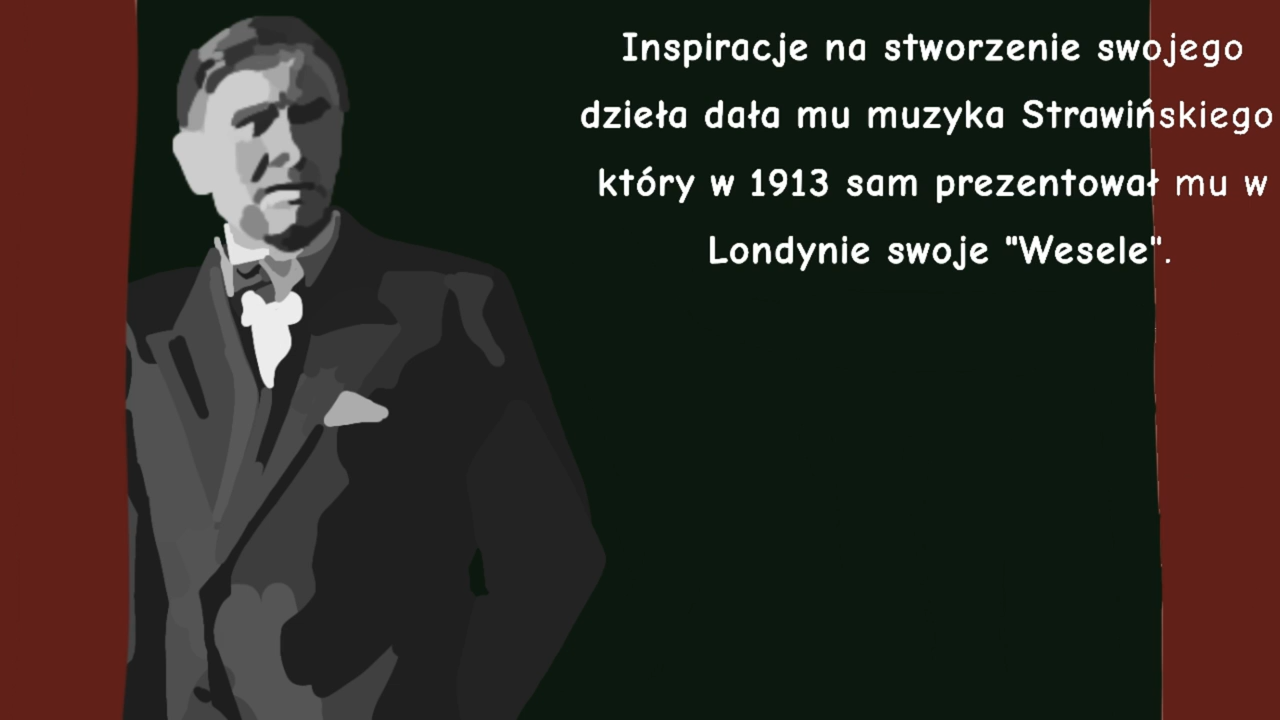 Inspiracje na stworzenie swojego
dzieła dała mu muzyka Strawińskiego
który w 1913 sam prezentował mu w
Londynie swoje "Wesele".